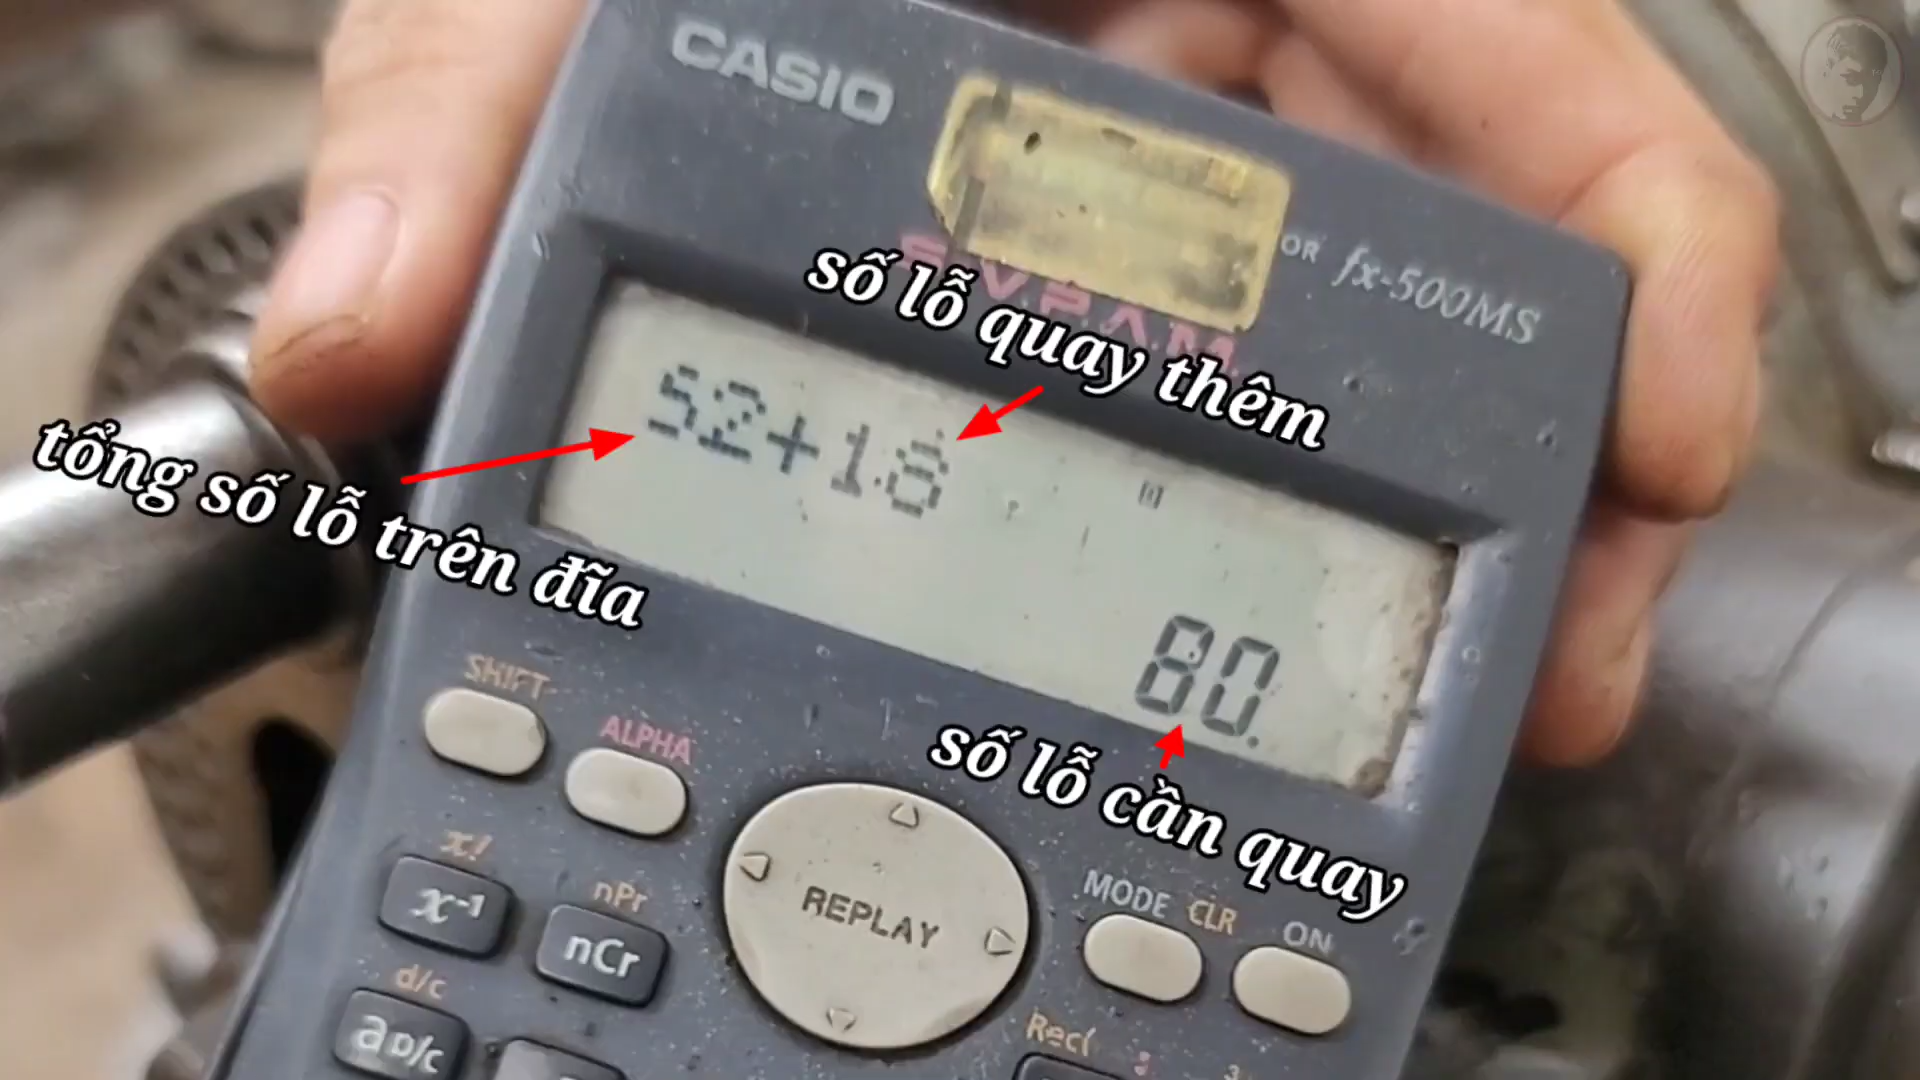 CASIO
OR fx-500MS
S.V.P.A.M.
số lỗ quay thêm
52+18
tổng số lỗ trên đĩa
80.
số lỗ cần quay
SHIFT
ALPHA
REPLAY
MODE CLR
ON
x!
x⁻¹
nPr
nCr
d/c
a b/c